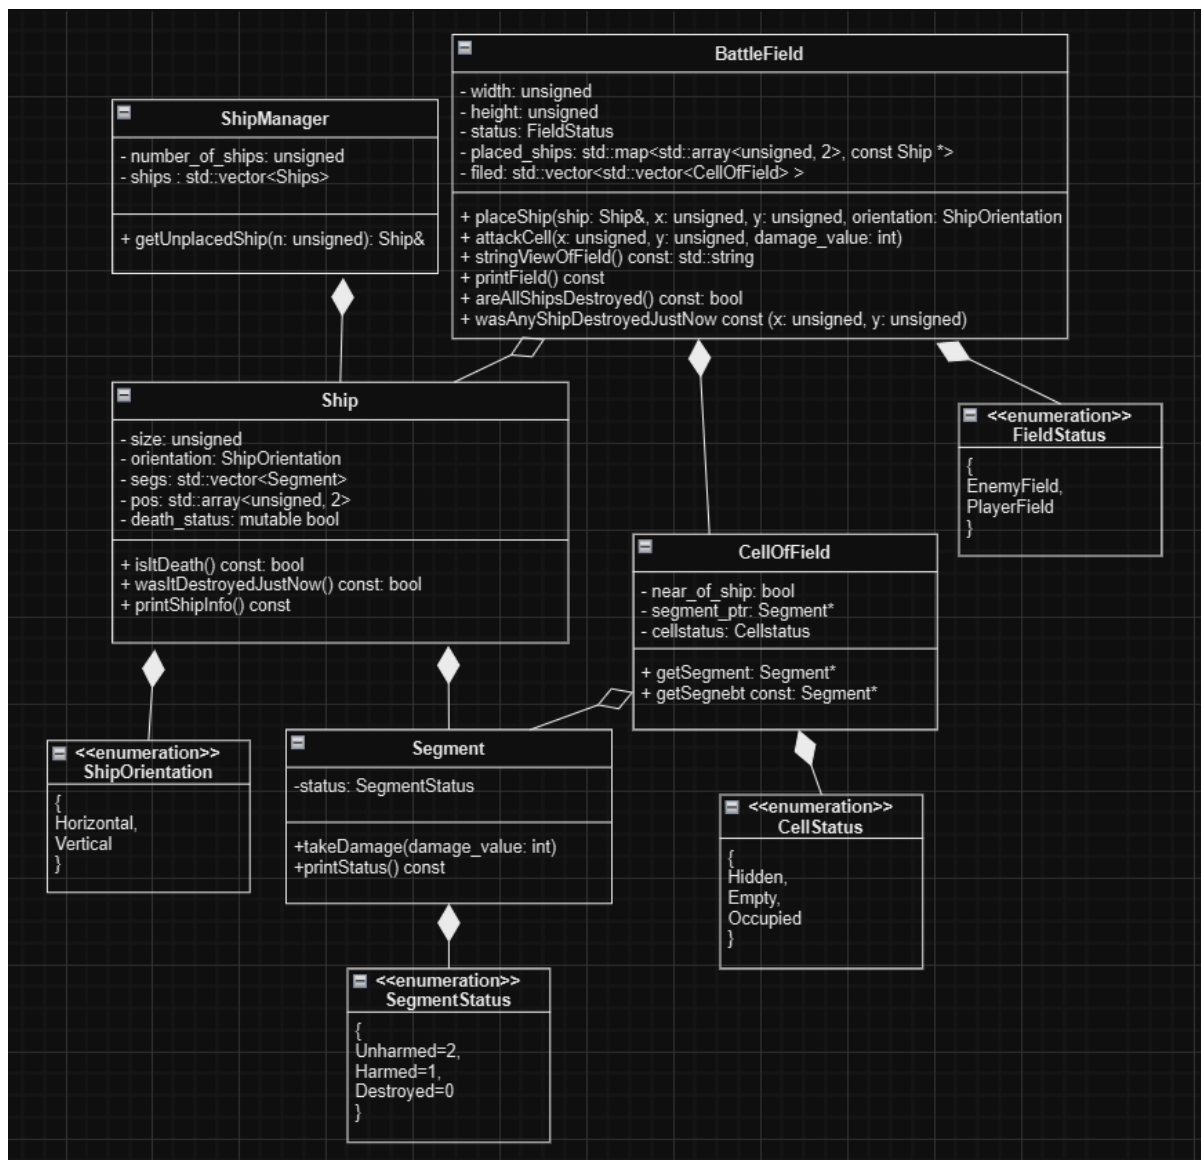 BattleField
- width: unsigned
- height: unsigned
- status: FieldStatus
- placed_ships: std::map<std::array<unsigned, 2>, const Ship *>
- filed: std::vector<std::vector<CellOfField> >
+ placeShip(ship: Ship&, x: unsigned, y: unsigned, orientation: ShipOrientation
+ attackCell(x: unsigned, y: unsigned, damage_value: int)
+ stringViewOfField() const: std::string
+ printField() const
+ areAllShipsDestroyed() const: bool
+ wasAnyShipDestroyedJustNow const (x: unsigned, y: unsigned)
ShipManager
- number_of_ships: unsigned
- ships : std::vector<Ships>
+ getUnplacedShip(n: unsigned): Ship&
Ship
- size: unsigned
- orientation: ShipOrientation
- segs: std::vector<Segment>
- pos: std::array<unsigned, 2>
- death_status: mutable bool
+ isItDeath() const: bool
+ wasItDestroyedJustNow() const: bool
+ printShipInfo() const
<<enumeration>>
FieldStatus
{
EnemyField,
PlayerField
}
CellOfField
- near_of_ship: bool
- segment_ptr: Segment*
- cellstatus: Cellstatus
+ getSegment: Segment*
+ getSegnebt const: Segment*
<<enumeration>>
ShipOrientation
{
Horizontal,
Vertical
}
Segment
-status: SegmentStatus
+takeDamage(damage_value: int)
+printStatus() const
<<enumeration>>
CellStatus
{
Hidden,
Empty,
Occupied
}
<<enumeration>>
SegmentStatus
{
Unharmed=2,
Harmed=1,
Destroyed=0
}